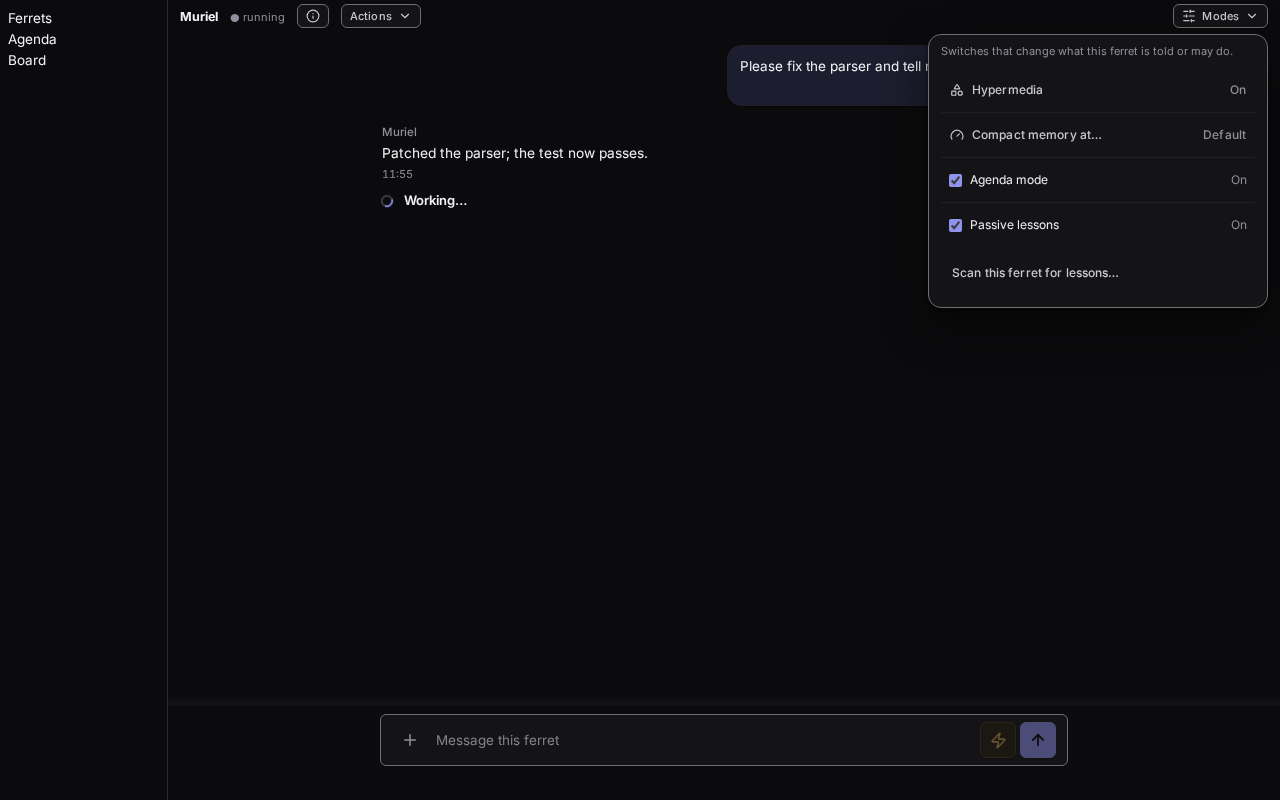 Ferrets
Agenda
Board
Muriel
running
Actions
Modes
Please fix the parser and tell
Switches that change what this ferret is told or may do.
Hypermedia On
Compact memory at... Default
Agenda mode On
Passive lessons On
Scan this ferret for lessons...
Muriel
Patched the parser; the test now passes.
11:55
Working...
Message this ferret